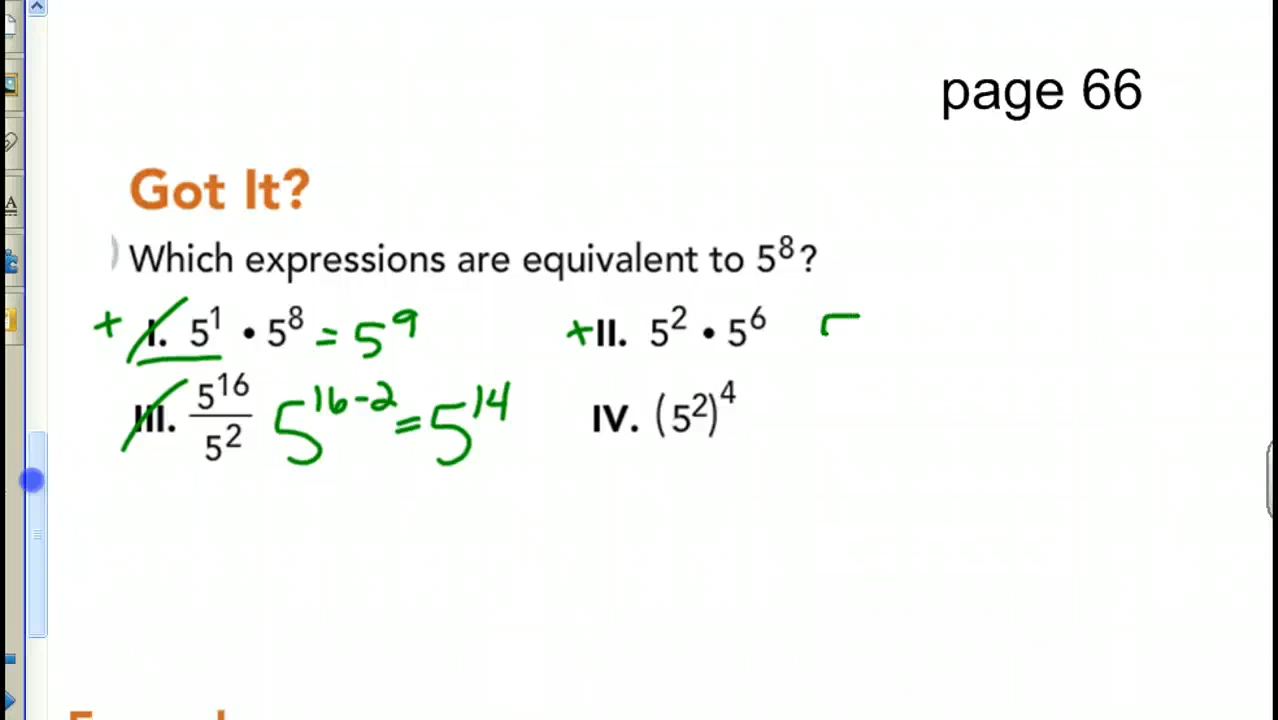 page 66
Got It?
Which expressions are equivalent to 5⁸?
+ I. 5¹ • 5⁸ = 5⁹
+ II. 5² • 5⁶
III. 5¹⁶/5² 5¹⁶⁻² = 5¹⁴
IV. (5²)⁴